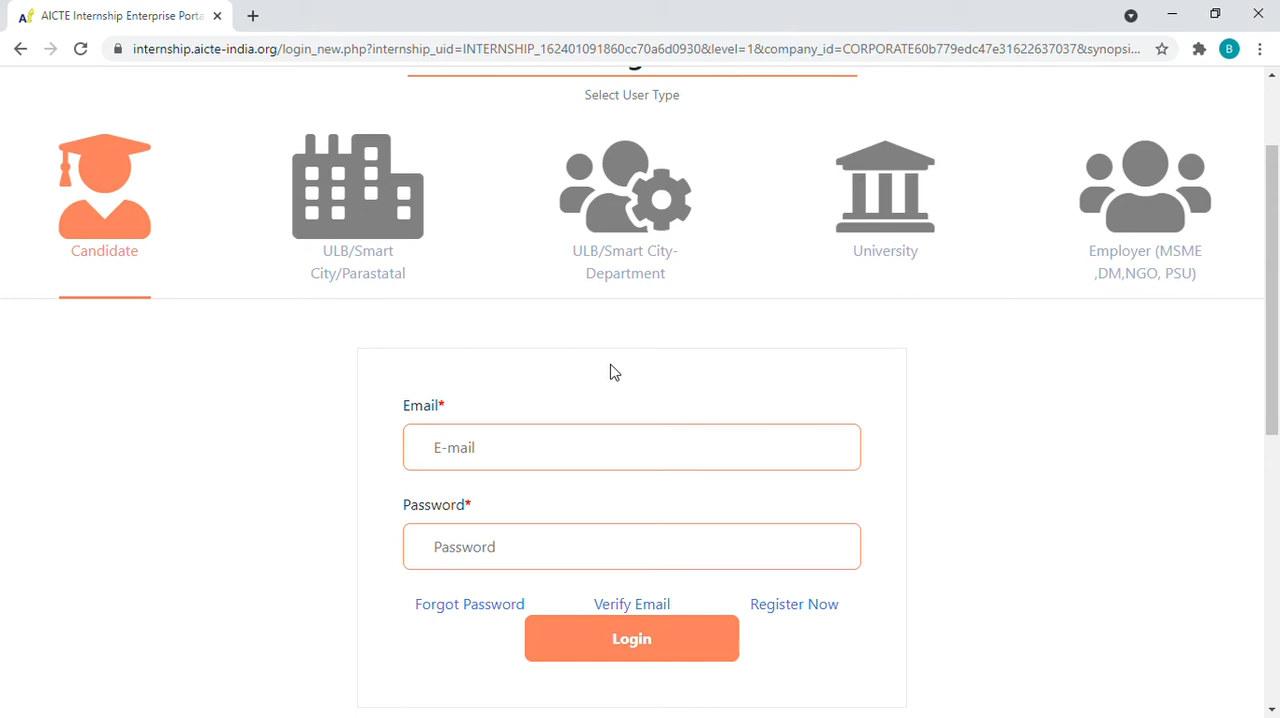 AICTE Internship Enterprise Porta
internship.aicte-india.org/login_new.php?internship_uid=INTERNSHIP_162401091860cc70a6d0930&level=1&company_id=CORPORATE60b779edc47e31622637037&synopsi...
B
Select User Type
Candidate
ULB/Smart
City/Parastatal
ULB/Smart City-
Department
University
Employer (MSME
,DM,NGO, PSU)
Email*
E-mail
Password*
Password
Forgot Password Verify Email Register Now
Login